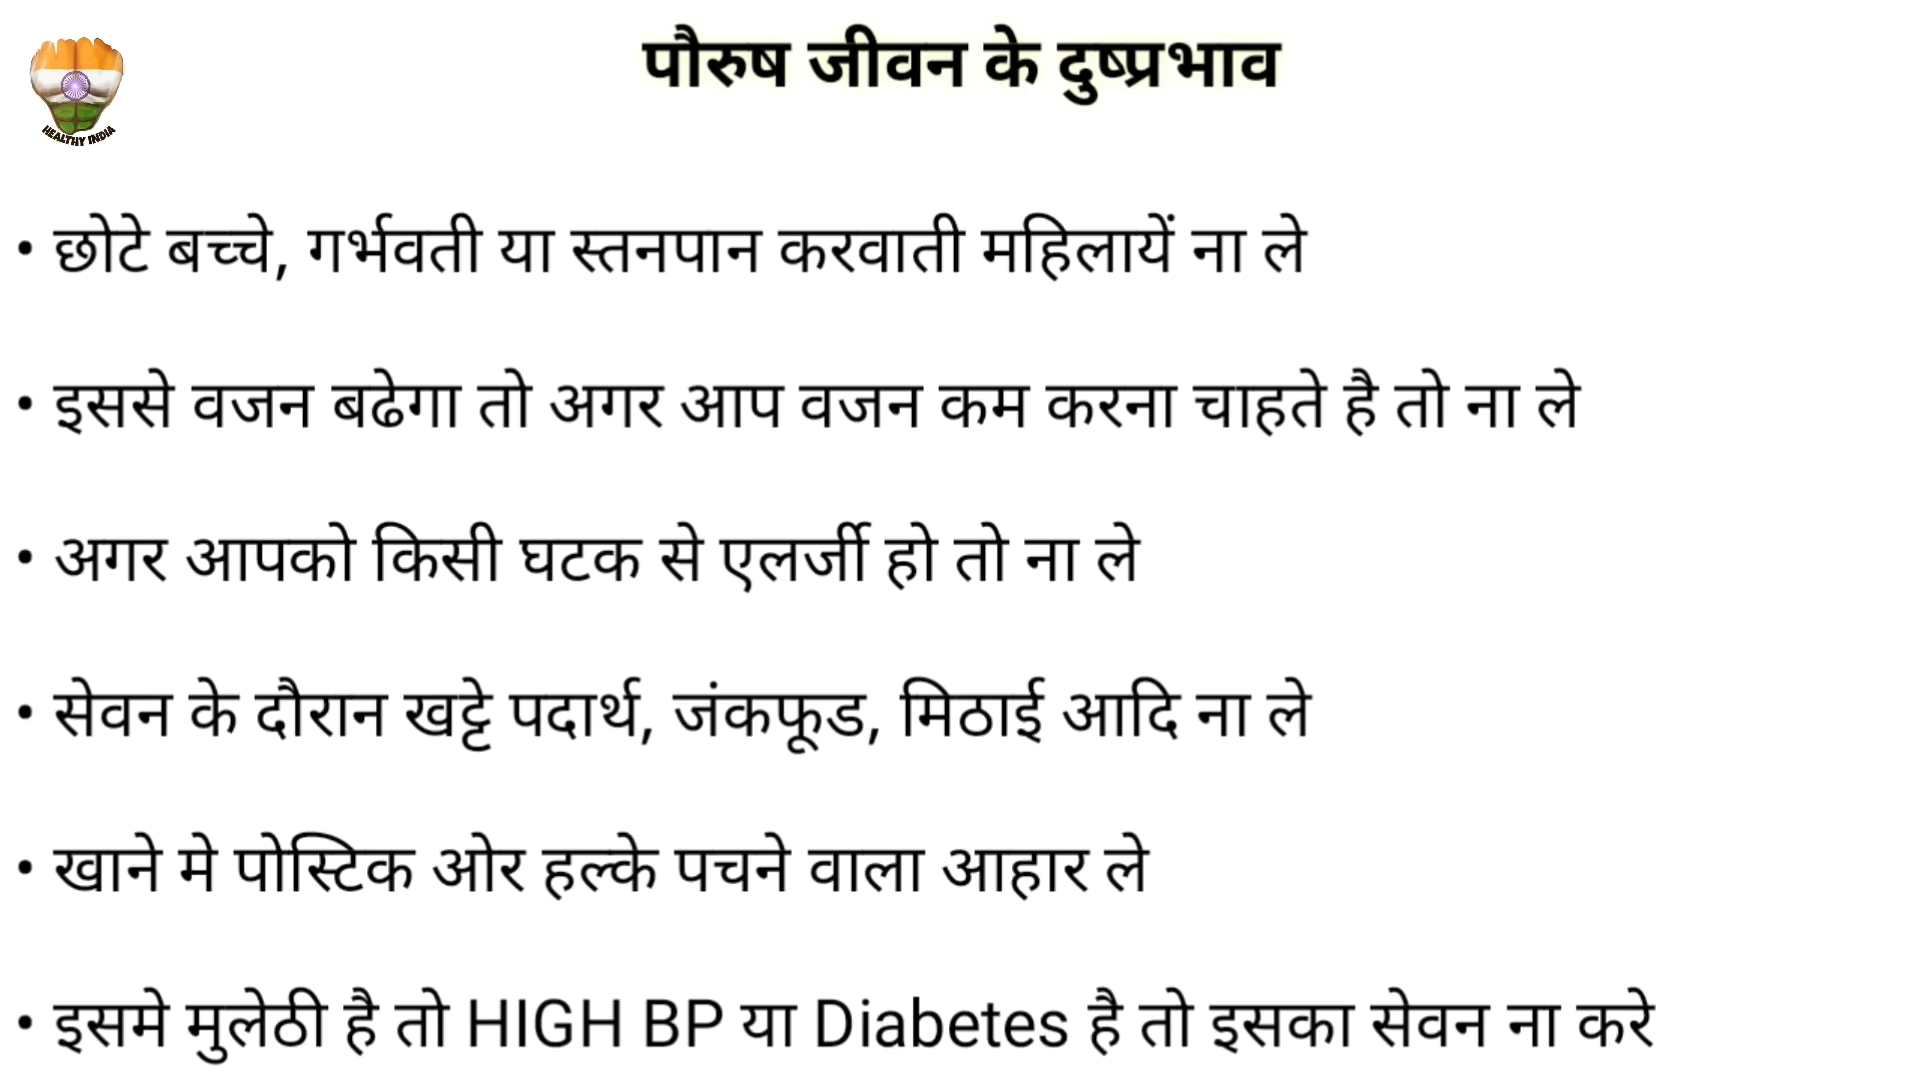 पौरुष जीवन के दुष्प्रभाव
HEALTHY INDIA
• छोटे बच्चे, गर्भवती या स्तनपान करवाती महिलायें ना ले
• इससे वजन बढेगा तो अगर आप वजन कम करना चाहते है तो ना ले
• अगर आपको किसी घटक से एलर्जी हो तो ना ले
• सेवन के दौरान खट्टे पदार्थ, जंकफूड, मिठाई आदि ना ले
• खाने मे पोस्टिक ओर हल्के पचने वाला आहार ले
• इसमे मुलेठी है तो HIGH BP या Diabetes है तो इसका सेवन ना करे